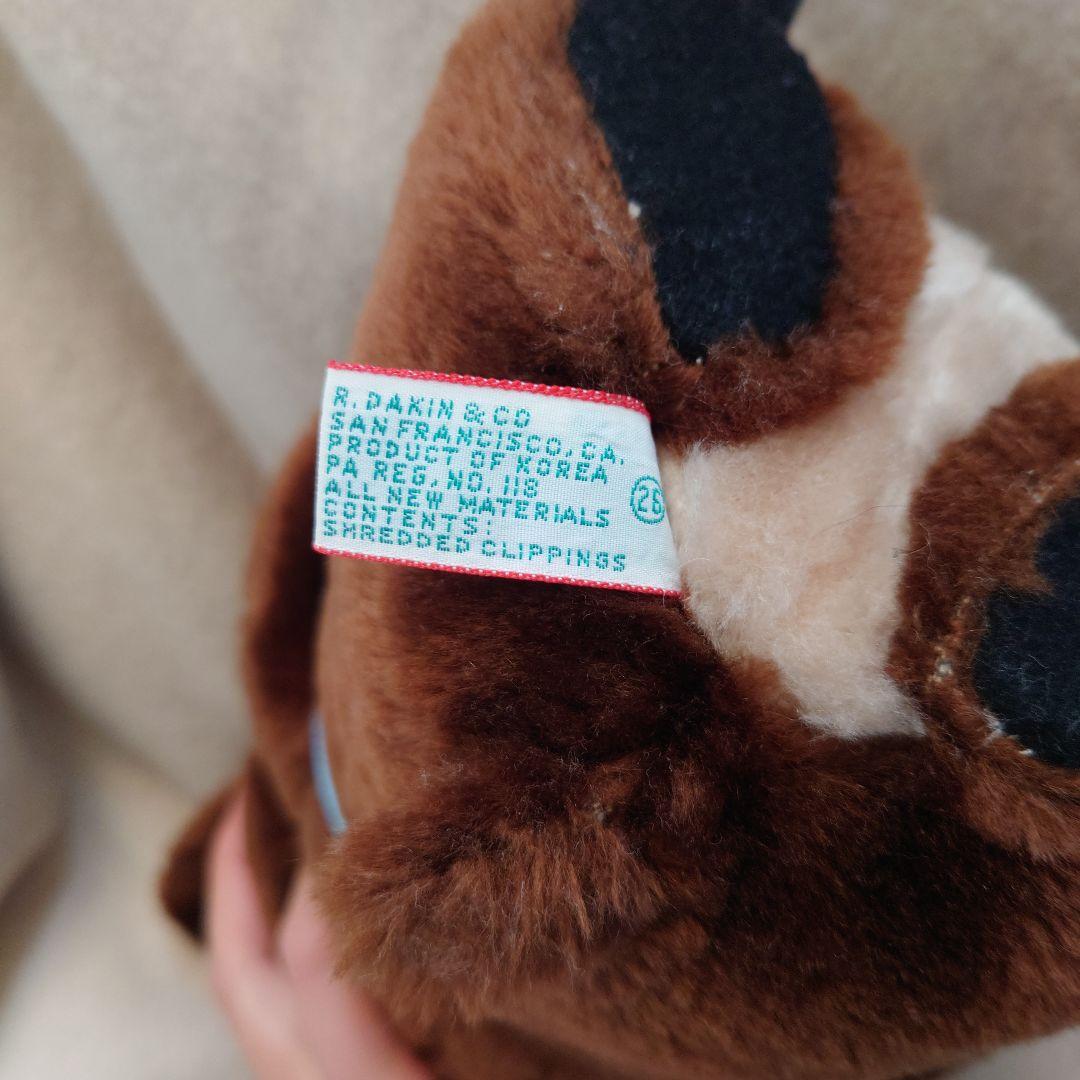 R. DAKIN & CO
SAN FRANCISCO, CA.
PRODUCT OF KOREA
PA REG. NO. 118
ALL NEW MATERIALS
CONTENTS:
SHREDDED CLIPPINGS
26